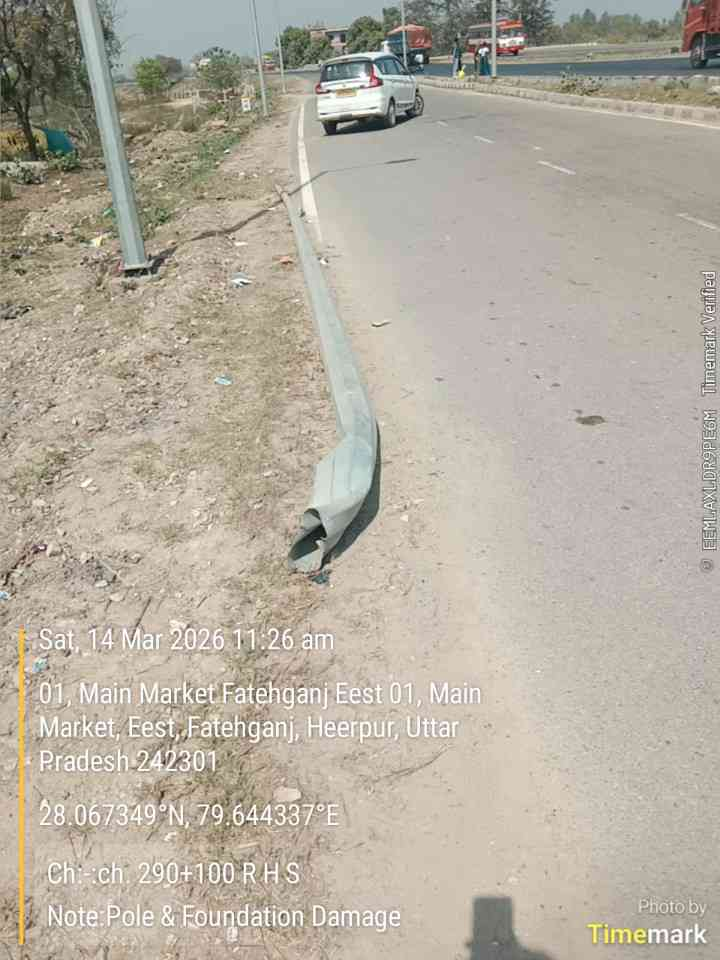 Sat, 14 Mar 2026 11:26 am
01, Main Market Fatehganj Eest 01, Main
Market, Eest, Fatehganj, Heerpur, Uttar
Pradesh 242301
28.067349°N, 79.644337°E
Ch:-:ch. 290+100 R H S
Note:Pole & Foundation Damage
Photo by
Timemark
© EEMLAXLDR9PE6M Timemark Verified